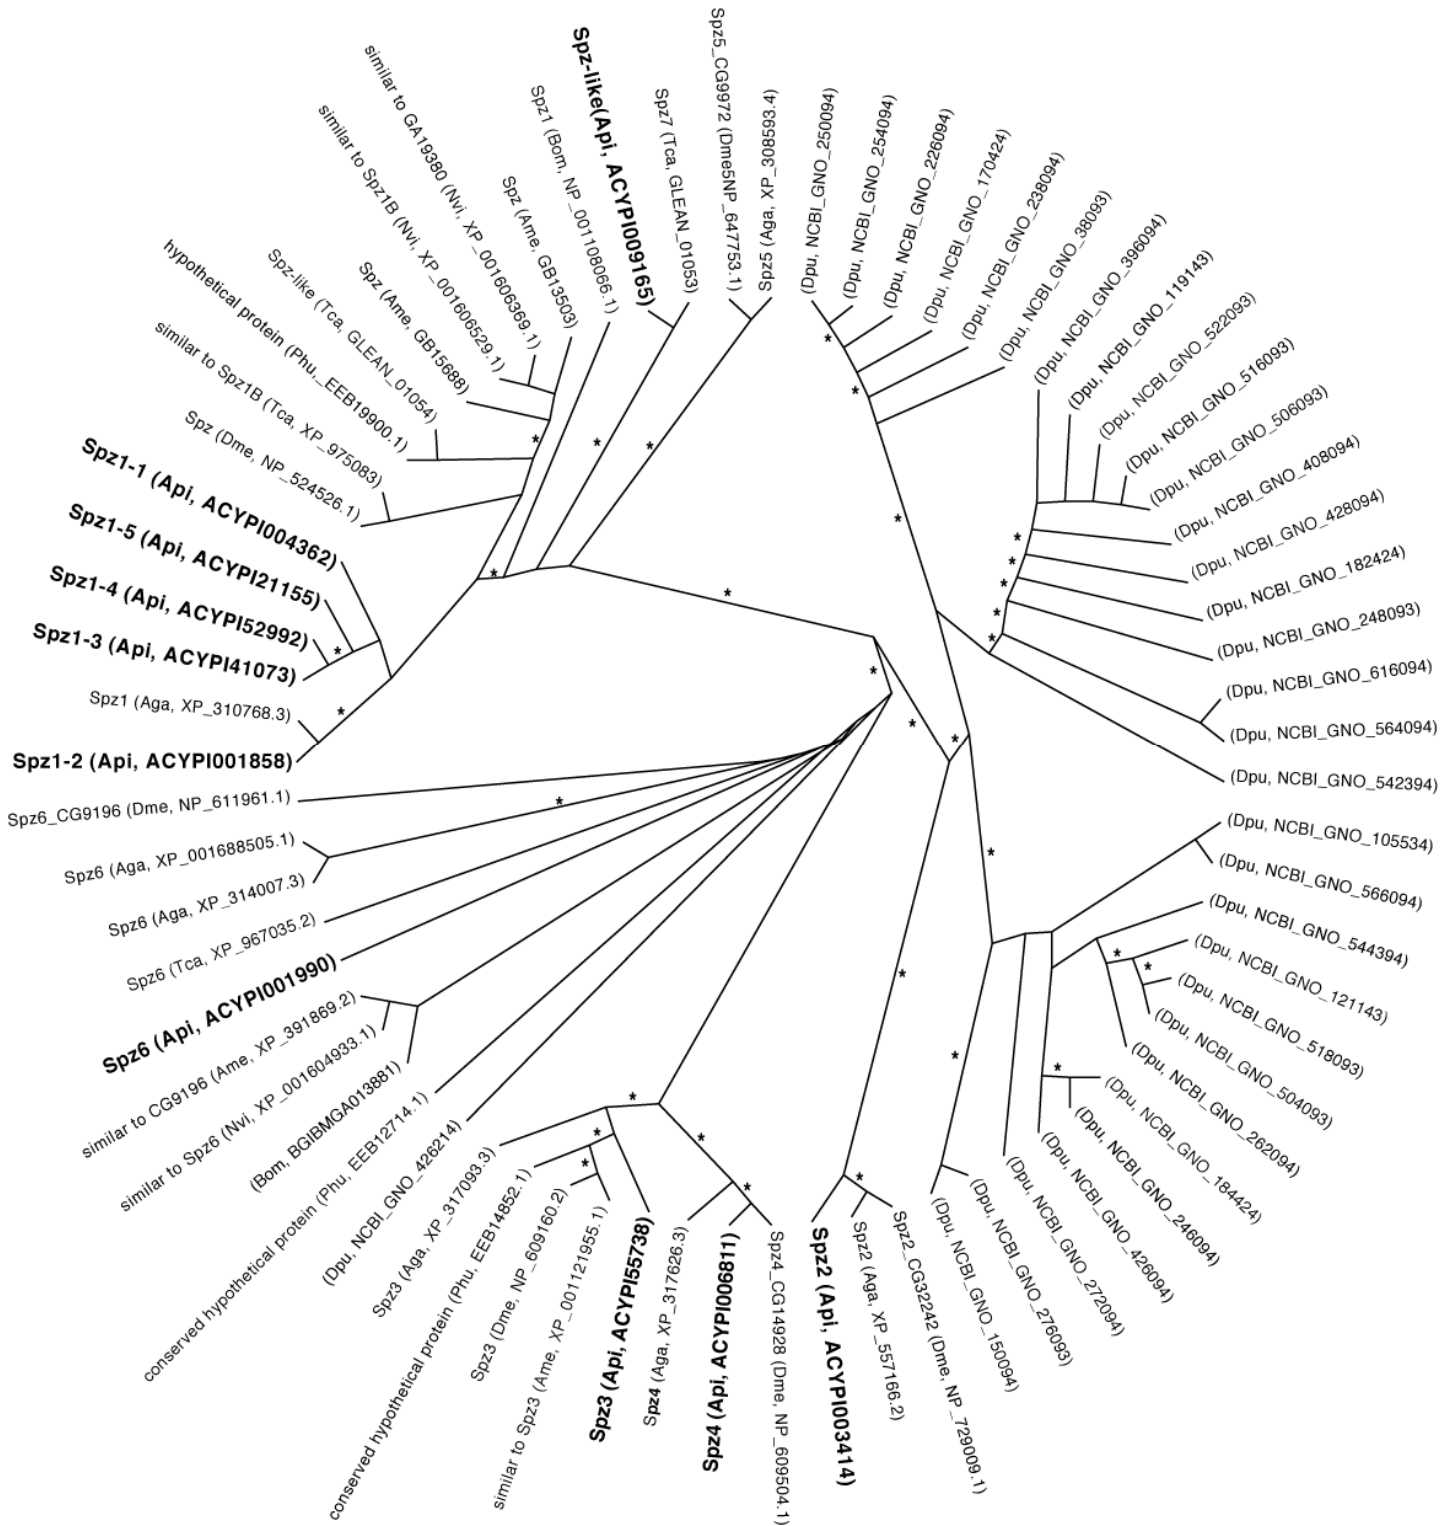 Spz5_CG9972 (Dme5NP_647753.1)
Spz5 (Aga, XP_308593.4)
(Dpu, NCBI_GNO_250094)
(Dpu, NCBI_GNO_254094)
(Dpu, NCBI_GNO_226094)
(Dpu, NCBI_GNO_170424)
(Dpu, NCBI_GNO_238094)
(Dpu, NCBI_GNO_38093)
(Dpu, NCBI_GNO_396094)
(Dpu, NCBI_GNO_119143)
(Dpu, NCBI_GNO_522093)
(Dpu, NCBI_GNO_516093)
(Dpu, NCBI_GNO_506093)
(Dpu, NCBI_GNO_408094)
(Dpu, NCBI_GNO_428094)
(Dpu, NCBI_GNO_182424)
(Dpu, NCBI_GNO_248093)
(Dpu, NCBI_GNO_616094)
(Dpu, NCBI_GNO_564094)
(Dpu, NCBI_GNO_542394)
(Dpu, NCBI_GNO_105534)
(Dpu, NCBI_GNO_566094)
(Dpu, NCBI_GNO_544394)
(Dpu, NCBI_GNO_121143)
(Dpu, NCBI_GNO_518093)
(Dpu, NCBI_GNO_504093)
(Dpu, NCBI_GNO_262094)
(Dpu, NCBI_GNO_184424)
(Dpu, NCBI_GNO_246094)
(Dpu, NCBI_GNO_426094)
(Dpu, NCBI_GNO_272094)
(Dpu, NCBI_GNO_276093)
(Dpu, NCBI_GNO_150094)
Spz2_CG32242 (Dme, NP_729009.1)
Spz2 (Aga, XP_557166.2)
Spz2 (Api, ACYPI003414)
Spz4_CG14928 (Dme, NP_609504.1)
Spz4 (Api, ACYPI006811)
Spz4 (Aga, XP_317626.3)
Spz3 (Api, ACYPI55738)
similar to Spz3 (Ame, XP_001121955.1)
Spz3 (Dme, NP_609160.2)
conserved hypothetical protein (Phu, EEB14852.1)
Spz3 (Aga, XP_317093.3)
(Dpu, NCBI_GNO_426214)
conserved hypothetical protein (Phu, EEB12714.1)
(Bom, BGIBMGA013881)
similar to Spz6 (Nvi, XP_001604933.1)
similar to CG9196 (Ame, XP_391869.2)
Spz6 (Api, ACYPI001990)
Spz6 (Tca, XP_967035.2)
Spz6 (Aga, XP_314007.3)
Spz6 (Aga, XP_001688505.1)
Spz6_CG9196 (Dme, NP_611961.1)
Spz1-2 (Api, ACYPI001858)
Spz1 (Aga, XP_310768.3)
Spz1-3 (Api, ACYPI41073)
Spz1-4 (Api, ACYPI52992)
Spz1-5 (Api, ACYPI21155)
Spz1-1 (Api, ACYPI004362)
Spz (Dme, NP_524526.1)
similar to Spz1B (Tca, XP_975083)
hypothetical protein (Phu,_EEB19900.1)
Spz-like (Tca, GLEAN_01054)
Spz (Ame, GB15688)
similar to Spz1B (Nvi, XP_001606529.1)
similar to GA19380 (Nvi, XP_001606369.1)
Spz (Ame, GB13503)
Spz1 (Bom, NP_001108066.1)
Spz-like(Api, ACYPI009165)
Spz7 (Tca, GLEAN_01053)